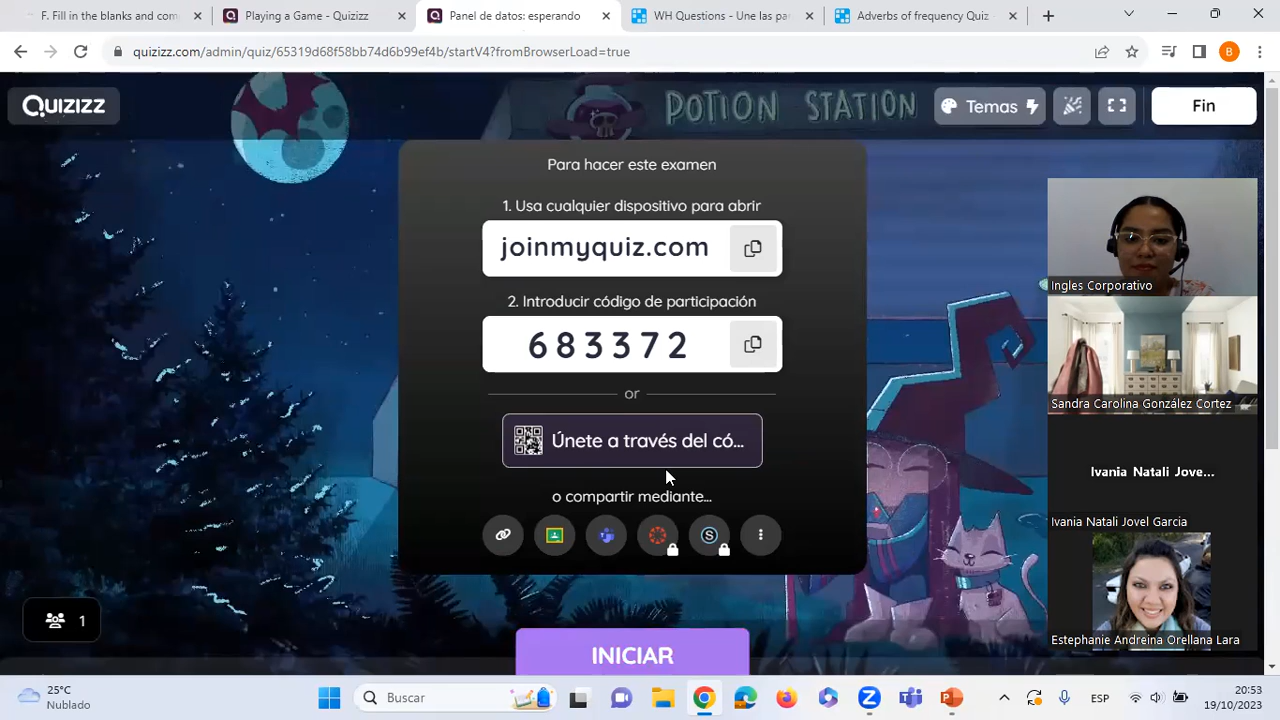 F. Fill in the blanks and com
Playing a Game - Quizizz
Panel de datos: esperando
WH Questions - Une las pa
Adverbs of frequency Quiz -
quizizz.com/admin/quiz/65319d68f58bb74d6b99ef4b/startV4?fromBrowserLoad=true
B
QUIZIZZ
POTION STATION
Temas
Fin
Para hacer este examen
1. Usa cualquier dispositivo para abrir
joinmyquiz.com
2. Introducir código de participación
683372
or
Únete a través del có...
o compartir mediante...
S
1
INICIAR
Ingles Corporativo
Sandra Carolina González Cortez
Ivania Natali Jove...
Ivania Natali Jovel Garcia
Estephanie Andreina Orellana Lara
25°C
Nublado
Buscar
ESP
20:53
19/10/2023